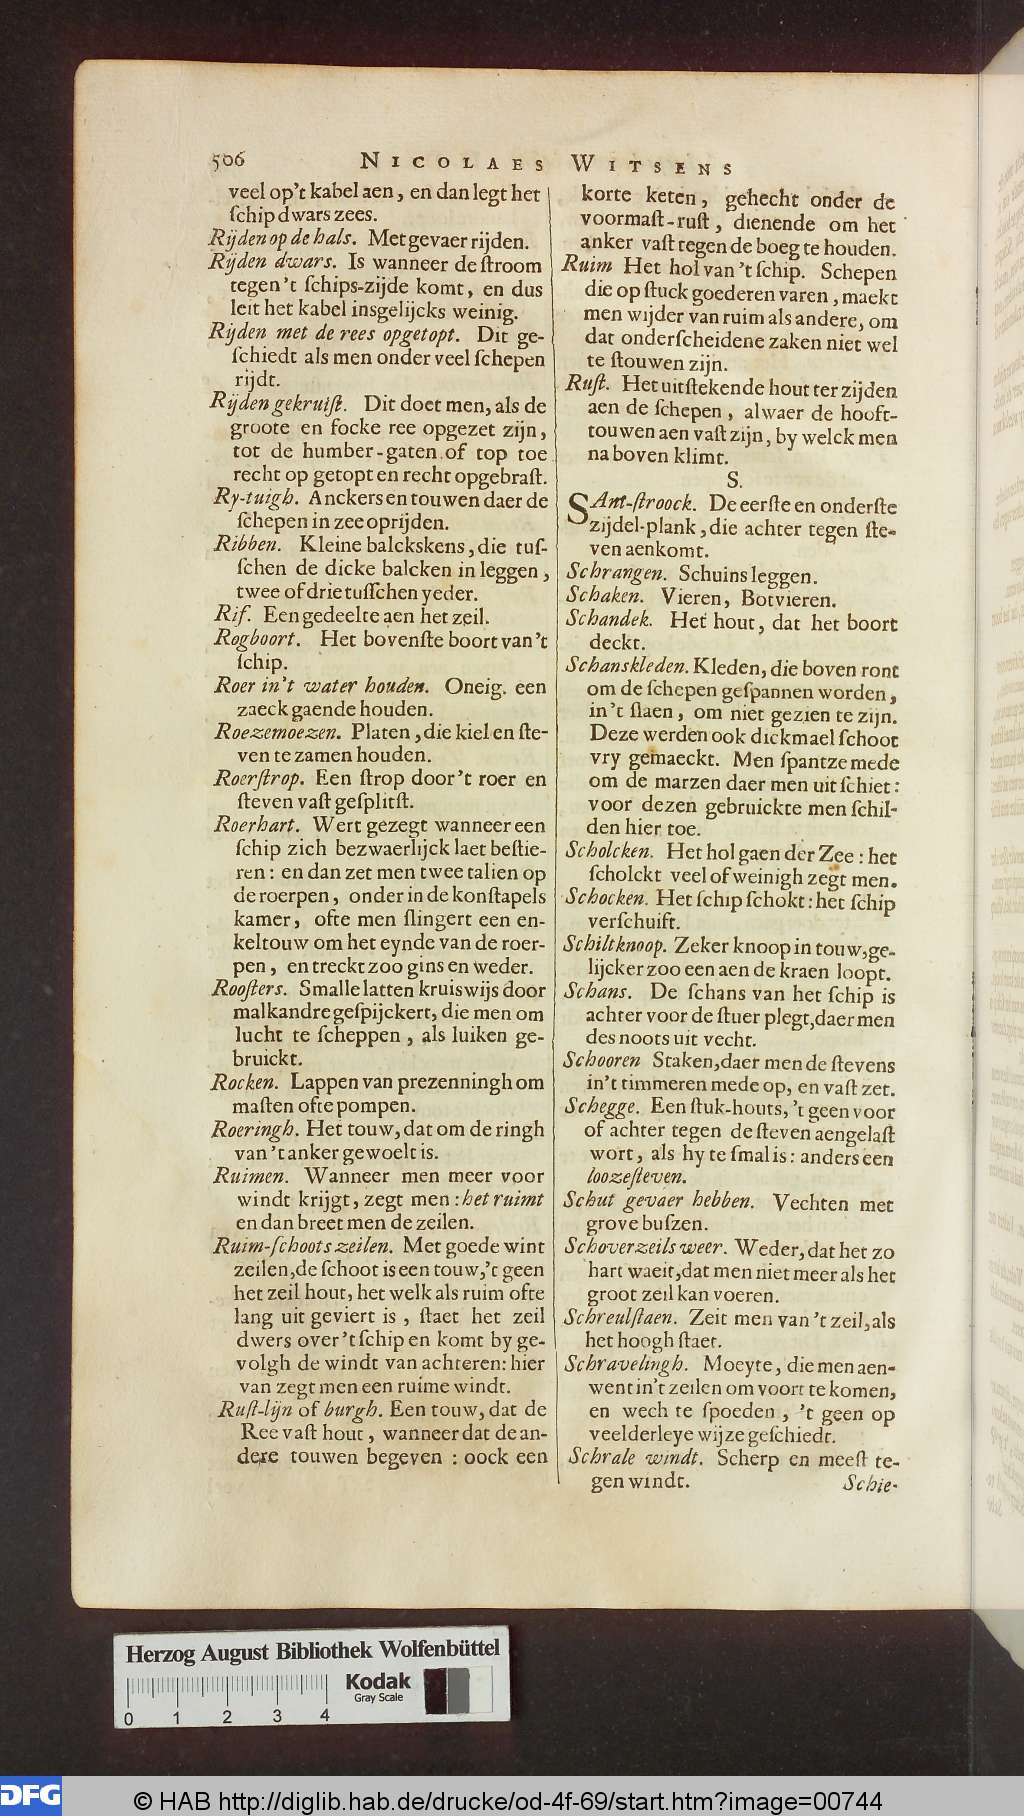 506 NICOLAES WITSENS
veel op't kabel aen, en dan legt het
ſchip dwars zees.
Rijden op de hals. Met gevaer rijden.
Rijden dwars. Is wanneer de ſtroom
tegen't ſchips-zijde komt, en dus
leit het kabel inſgelijcks weinig.
Rijden met de rees opgetopt. Dit ge-
ſchiedt als men onder veel ſchepen
rijdt.
Rijden gekruiſt. Dit doet men, als de
groote en focke ree opgezet zijn,
tot de humber-gaten of top toe
recht op getopt en recht opgebraſt.
Ry-tuigh. Anckers en touwen daer de
ſchepen in zee oprijden.
Ribben. Kleine balckskens, die tuſ-
ſchen de dicke balcken in leggen,
twee of drie tuſſchen yeder.
Rif. Een gedeelte aen het zeil.
Rogboort. Het bovenſte boort van't
ſchip.
Roer in't water houden. Oneig. een
zaeck gaende houden.
Roezemoezen. Platen, die kiel en ſte-
ven te zamen houden.
Roerſtrop. Een ſtrop door't roer en
ſteven vaſt geſplitſt.
Roerhart. Wert gezegt wanneer een
ſchip zich bezwaerlijck laet beſtie-
ren: en dan zet men twee talien op
de roerpen, onder in de konſtapels
kamer, ofte men ſlingert een en-
kel touw om het eynde van de roer-
pen, en treckt zoo gins en weder.
Rooſters. Smalle latten kruiswijs door
malkandre geſpijckert, die men om
lucht te ſcheppen, als luiken ge-
bruickt.
Rocken. Lappen van prezenningh om
maſten ofte pompen.
Roeringh. Het touw, dat om de ringh
van't anker gewoelt is.
Ruimen. Wanneer men meer voor
windt krijgt, zegt men: het ruimt
en dan breet men de zeilen.
Ruim-ſchoots zeilen. Met goede wint
zeilen, de ſchoot is een touw, 't geen
het zeil hout, het welk als ruim ofte
lang uit geviert is, ſtaet het zeil
dwers over't ſchip en komt by ge-
volgh de windt van achteren: hier
van zegt men een ruime windt.
Ruſt-lijn of burgh. Een touw, dat de
Ree vaſt hout, wanneer dat de an-
dere touwen begeven: oock een
korte keten, gehecht onder de
voormaſt-ruſt, dienende om het
anker vaſt tegen de boeg te houden.
Ruim Het hol van't ſchip. Schepen
die op ſtuck goederen varen, maekt
men wijder van ruim als andere, om
dat onderſcheidene zaken niet wel
te ſtouwen zijn.
Ruſt. Het uitſtekende hout ter zijden
aen de ſchepen, alwaer de hooft-
touwen aen vaſt zijn, by welck men
na boven klimt.
S.
SAnt-ſtroock. De eerſte en onderſte
zijdel-plank, die achter tegen ſte-
ven aenkomt.
Schrangen. Schuins leggen.
Schaken. Vieren, Botvieren.
Schandek. Het hout, dat het boort
deckt.
Schanskleden. Kleden, die boven ront
om de ſchepen geſpannen worden,
in't ſlaen, om niet gezien te zijn.
Deze werden ook dickmael ſchoot
vry gemaeckt. Men ſpantze mede
om de marzen daer men uit ſchiet:
voor dezen gebruickte men ſchil-
den hier toe.
Scholcken. Het hol gaen der Zee: het
ſcholckt veel of weinigh zegt men.
Schocken. Het ſchip ſchokt: het ſchip
verſchuift.
Schiltknoop. Zeker knoop in touw, ge-
lijcker zoo een aen de kraen loopt.
Schans. De ſchans van het ſchip is
achter voor de ſtuer plegt, daer men
des noots uit vecht.
Schooren Staken, daer men de ſtevens
in't timmeren mede op, en vaſt zet.
Schegge. Een ſtuk-houts, 't geen voor
of achter tegen de ſteven aengelaſt
wort, als hy te ſmal is: anders een
loozeſteven.
Schut gevaer hebben. Vechten met
grove buſzen.
Schoverzeils weer. Weder, dat het zo
hart waeit, dat men niet meer als het
groot zeil kan voeren.
Schreulſtaen. Zeit men van't zeil, als
het hoogh ſtaet.
Schravelingh. Moeyte, die men aen-
went in't zeilen om voort te komen,
en wech te ſpoeden, 't geen op
veelderleye wijze geſchiedt.
Schrale windt. Scherp en meeſt te-
gen windt.
Schie-
Herzog August Bibliothek Wolfenbüttel
Kodak
Gray Scale
0 1 2 3 4
DFG © HAB http://diglib.hab.de/drucke/od-4f-69/start.htm?image=00744